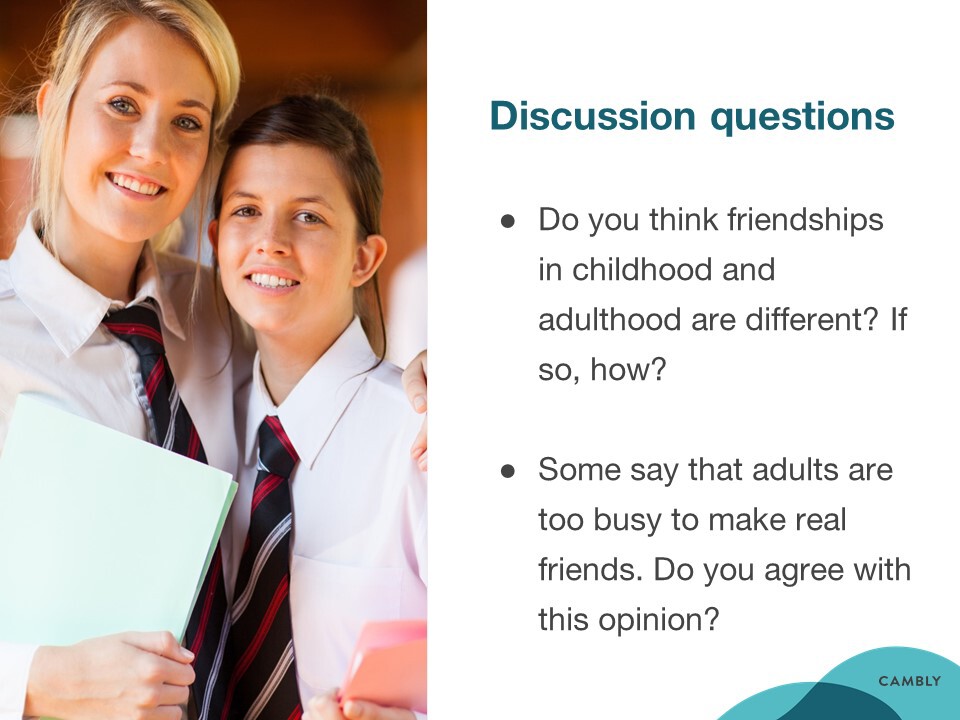 Discussion questions
● Do you think friendships
in childhood and
adulthood are different? If
so, how?
● Some say that adults are
too busy to make real
friends. Do you agree with
this opinion?
CAMBLY